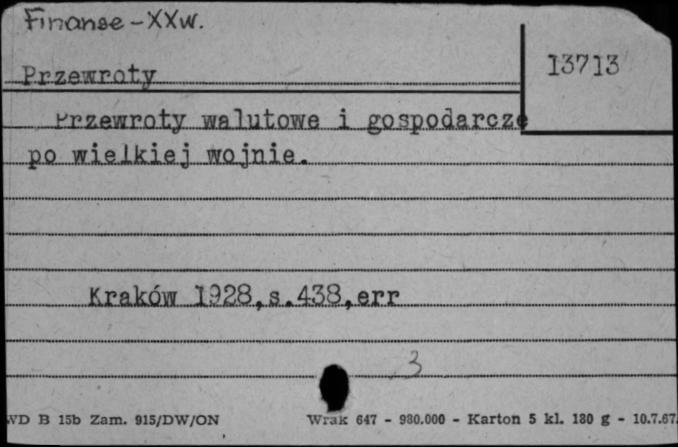 Finanse - XXw.
13713
Przewroty
Przewroty walutowe i gospodarcze
po wielkiej wojnie.
Kraków 1928,s.438,err
3
WD B 15b Zam. 915/DW/ON Wrak 647 - 980.000 - Karton 5 kl. 180 g - 10.7.67.